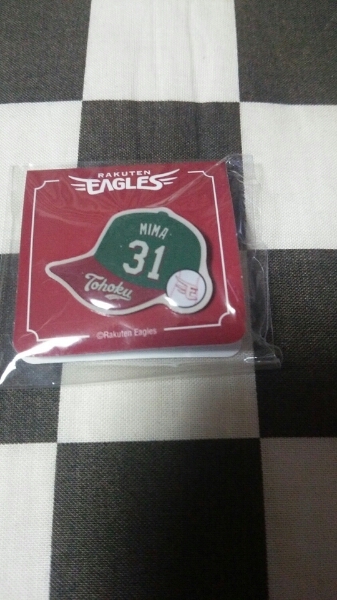 RAKUTEN
EAGLES
MIMA
31
Tohoku
©Rakuten Eagles